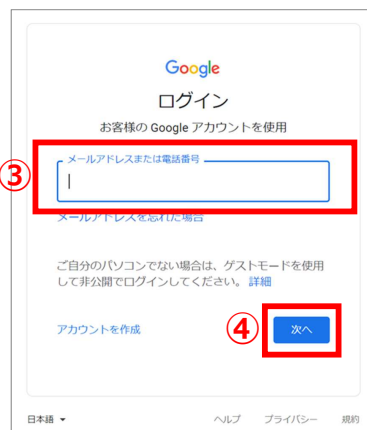 Google
ログイン
お客様の Google アカウントを使用
メールアドレスまたは電話番号
③
メールアドレスを忘れた場合
ご自分のパソコンでない場合は、ゲストモードを使用
して非公開でログインしてください。 詳細
アカウントを作成 ④ 次へ
日本語 ヘルプ プライバシー 規約